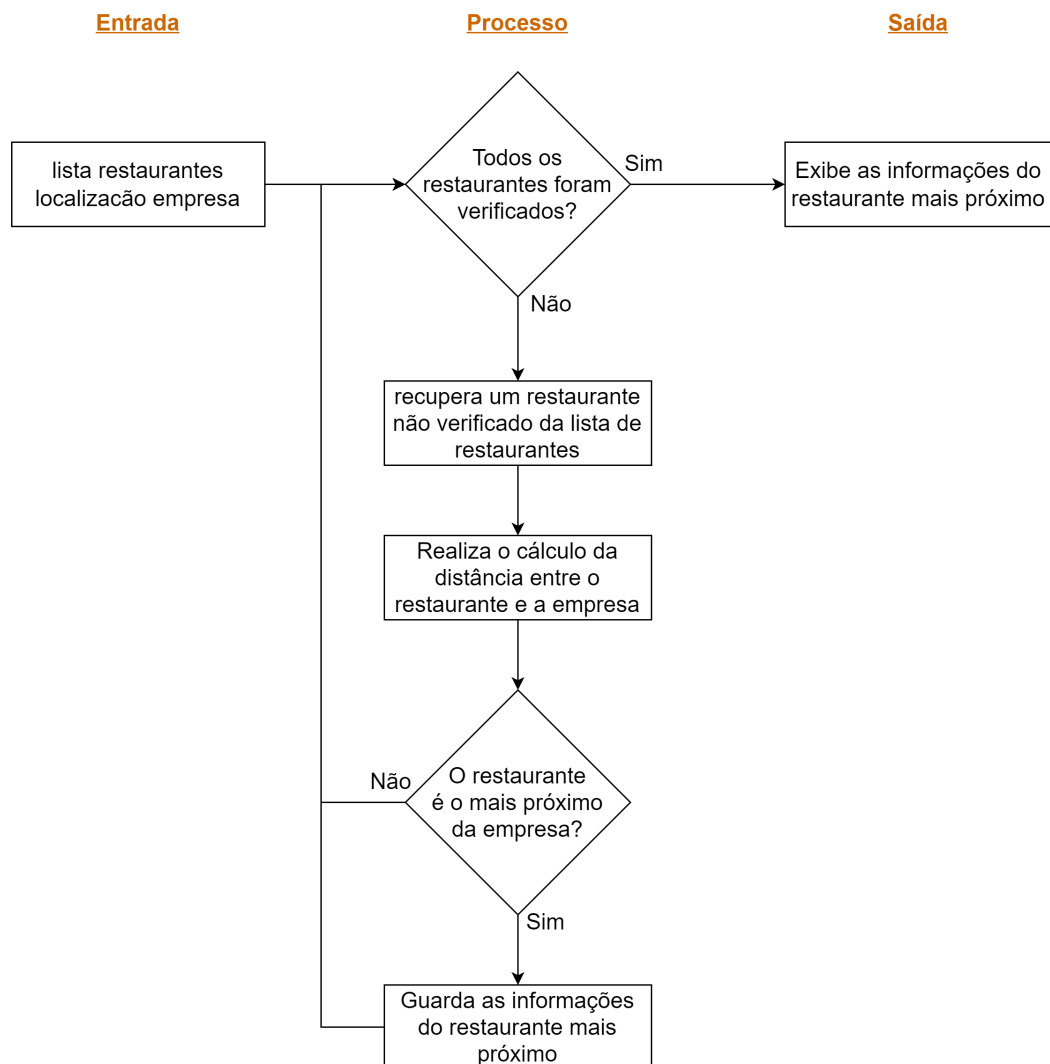 Entrada
Processo
Saída
lista restaurantes
localizacão empresa
Todos os
restaurantes foram
verificados?
Sim
Exibe as informações do
restaurante mais próximo
Não
recupera um restaurante
não verificado da lista de
restaurantes
Realiza o cálculo da
distância entre o
restaurante e a empresa
O restaurante
é o mais próximo
da empresa?
Não
Sim
Guarda as informações
do restaurante mais
próximo